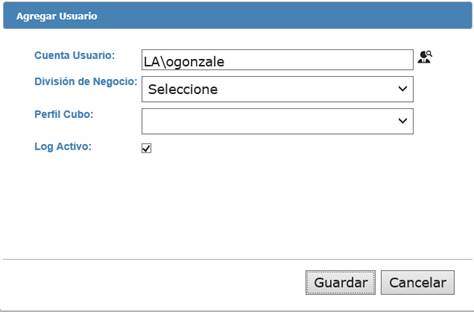 Agregar Usuario
Cuenta Usuario: LA\ogonzale
División de Negocio: Seleccione
Perfil Cubo:
Log Activo:
Guardar Cancelar